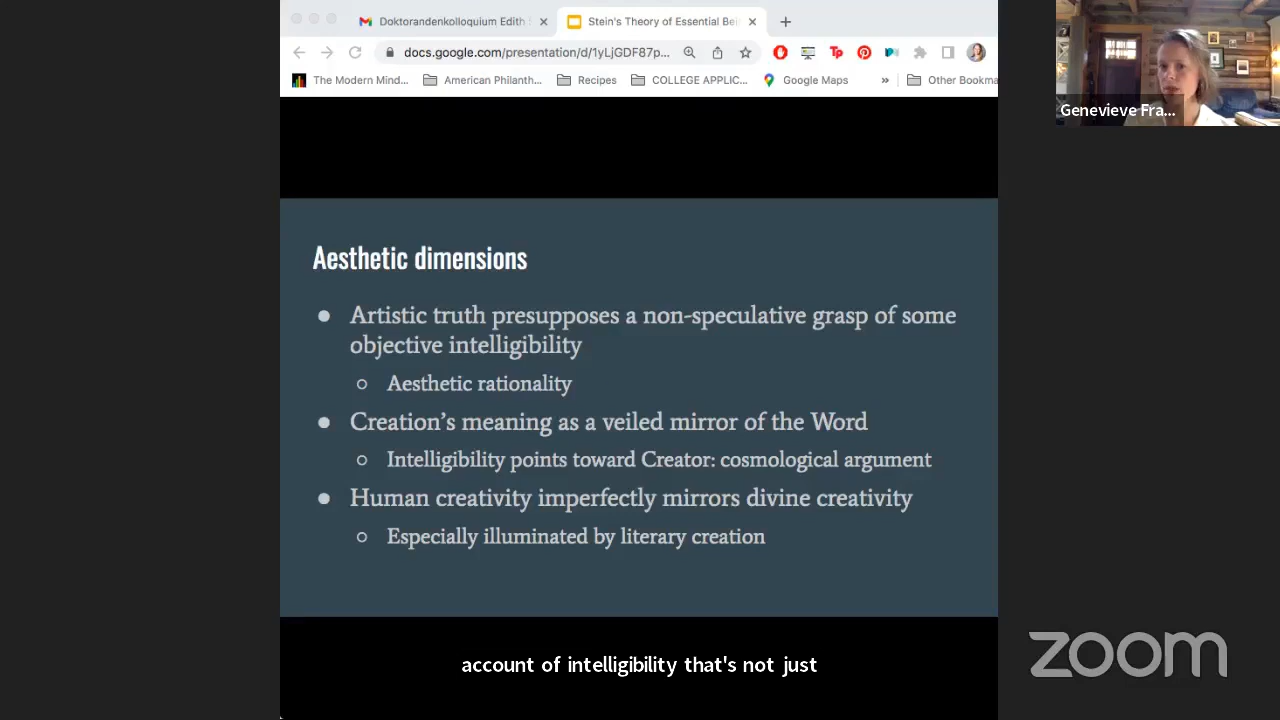 Doktorandenkolloquium Edith
Stein's Theory of Essential Bei
docs.google.com/presentation/d/1yLjGDF87p...
The Modern Mind...
American Philanth...
Recipes
COLLEGE APPLIC...
Google Maps
»
Other Bookma
Genevieve Fra...
Aesthetic dimensions
● Artistic truth presupposes a non-speculative grasp of some
objective intelligibility
○ Aesthetic rationality
● Creation's meaning as a veiled mirror of the Word
○ Intelligibility points toward Creator: cosmological argument
● Human creativity imperfectly mirrors divine creativity
○ Especially illuminated by literary creation
account of intelligibility that's not just
zoom